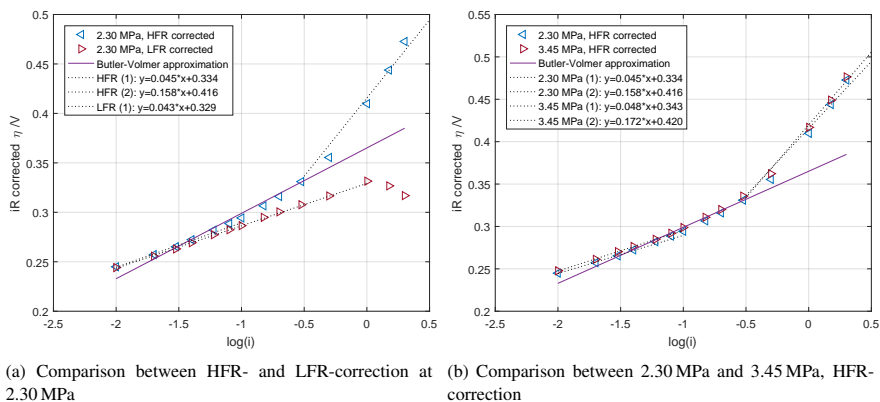 0.5
0.45
0.4
0.35
0.3
0.25
0.2
iR corrected η /V
2.30 MPa, HFR corrected
2.30 MPa, LFR corrected
Butler-Volmer approximation
HFR (1): y=0.045*x+0.334
HFR (2): y=0.158*x+0.416
LFR (1): y=0.043*x+0.329
-2.5 -2 -1.5 -1 -0.5 0 0.5
log(i)
(a) Comparison between HFR- and LFR-correction at
2.30 MPa
0.55
0.5
0.45
0.4
0.35
0.3
0.25
0.2
iR corrected η /V
2.30 MPa, HFR corrected
3.45 MPa, HFR corrected
Butler-Volmer approximation
2.30 MPa (1): y=0.045*x+0.334
2.30 MPa (2): y=0.158*x+0.416
3.45 MPa (1): y=0.048*x+0.343
3.45 MPa (2): y=0.172*x+0.420
-2.5 -2 -1.5 -1 -0.5 0 0.5
log(i)
(b) Comparison between 2.30 MPa and 3.45 MPa, HFR-
correction